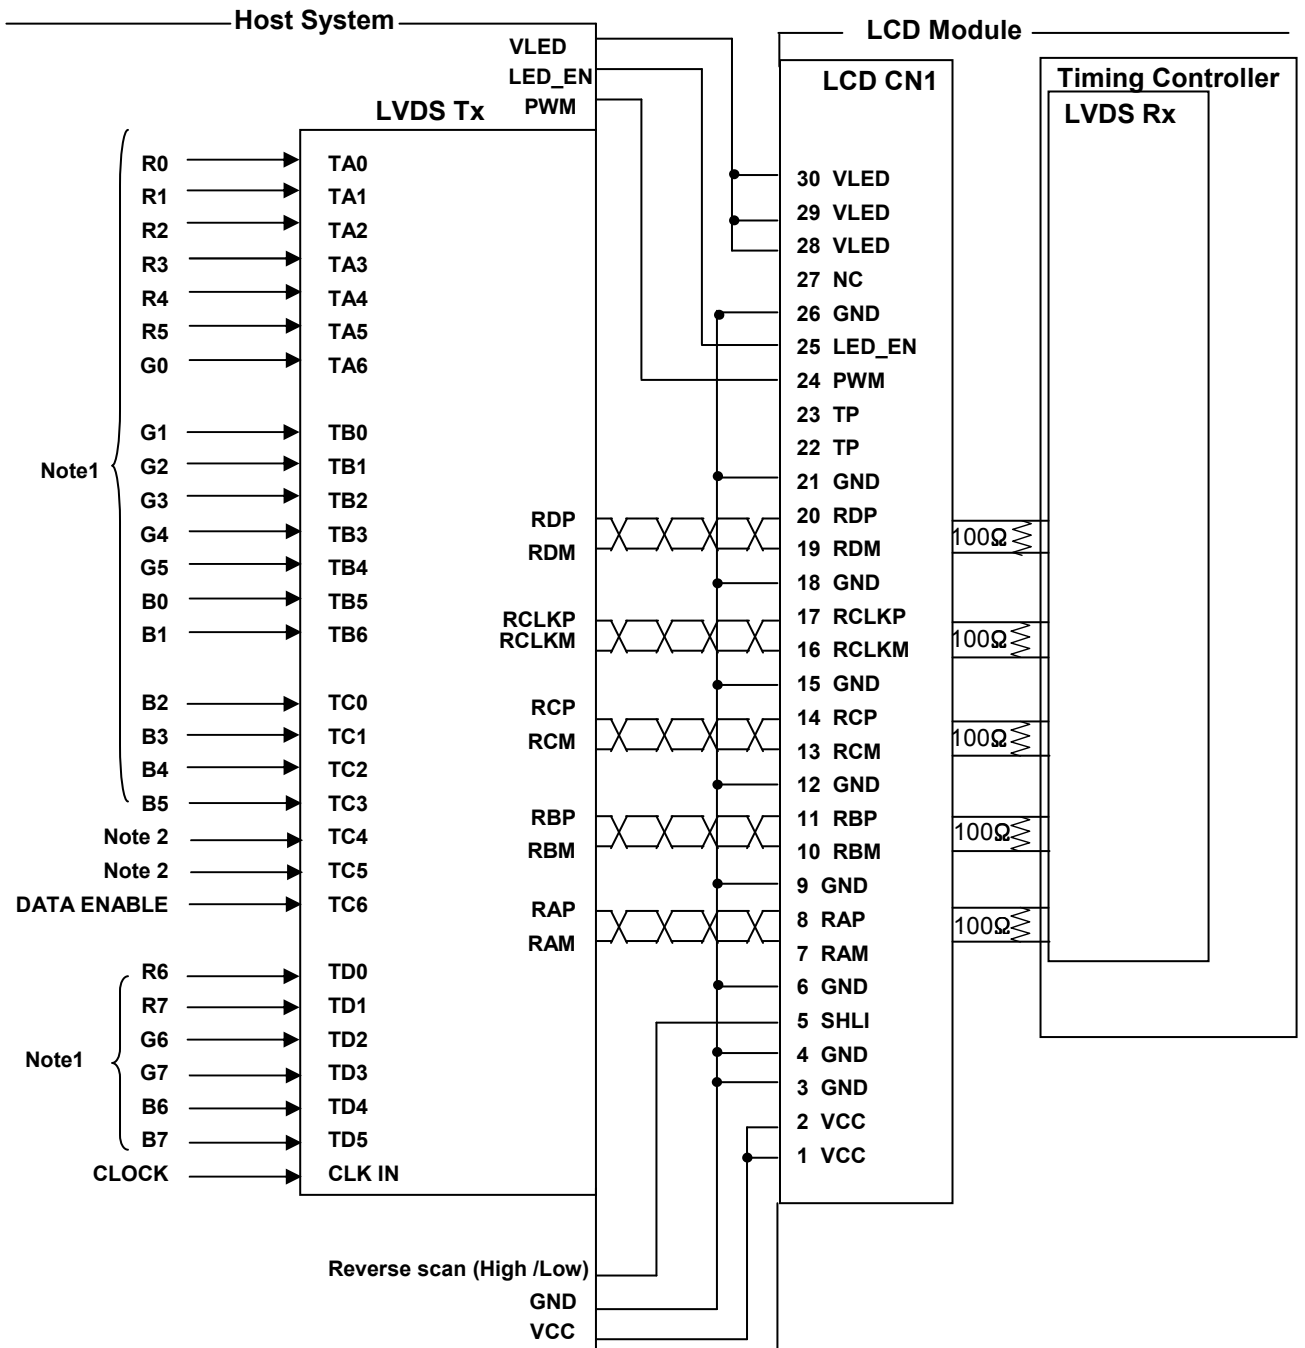 Host System
LCD Module
VLED
LED_EN
PWM
LVDS Tx
LCD CN1
Timing Controller
LVDS Rx
R0 TA0
R1 TA1
R2 TA2
R3 TA3
R4 TA4
R5 TA5
G0 TA6
G1 TB0
G2 TB1
G3 TB2
G4 TB3
G5 TB4
B0 TB5
B1 TB6
Note1
B2 TC0
B3 TC1
B4 TC2
B5 TC3
Note 2 TC4
Note 2 TC5
DATA ENABLE TC6
R6 TD0
R7 TD1
G6 TD2
G7 TD3
B6 TD4
B7 TD5
Note1
CLOCK CLK IN
RDP
RDM
RCLKP
RCLKM
RCP
RCM
RBP
RBM
RAP
RAM
Reverse scan (High /Low)
GND
VCC
30 VLED
29 VLED
28 VLED
27 NC
26 GND
25 LED_EN
24 PWM
23 TP
22 TP
21 GND
20 RDP
19 RDM
18 GND
17 RCLKP
16 RCLKM
15 GND
14 RCP
13 RCM
12 GND
11 RBP
10 RBM
9 GND
8 RAP
7 RAM
6 GND
5 SHLI
4 GND
3 GND
2 VCC
1 VCC
100Ω
100Ω
100Ω
100Ω
100Ω